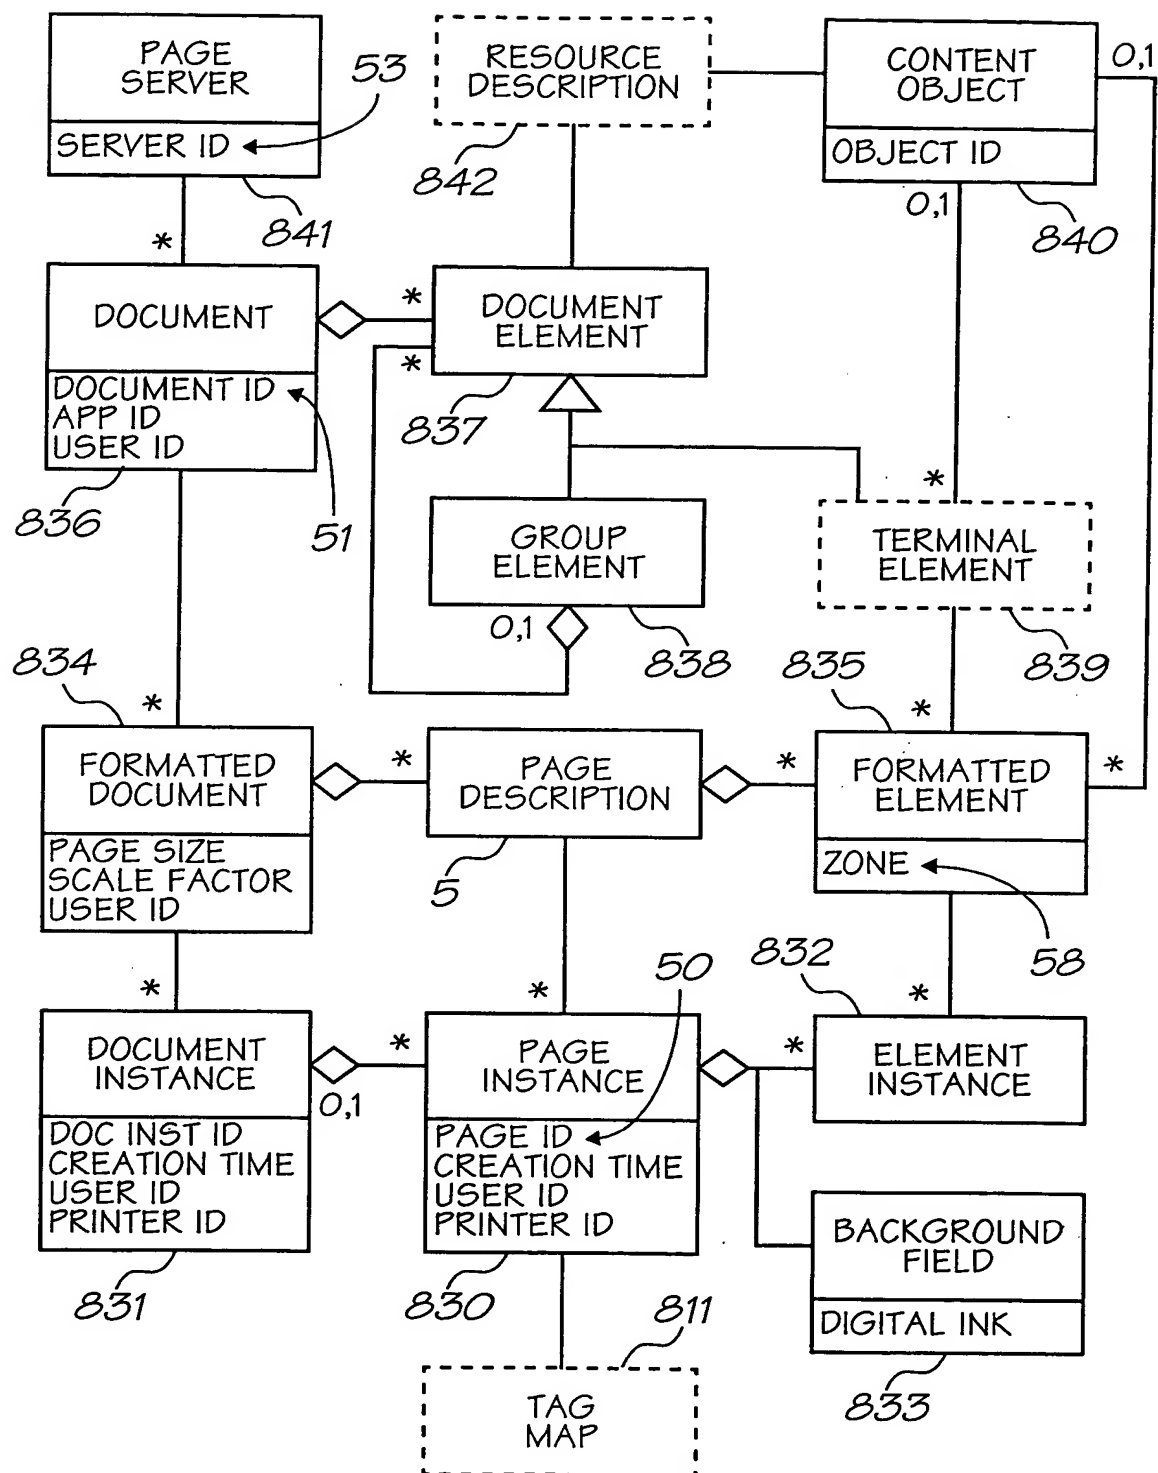 PAGE
SERVER
SERVER ID
53
841
*
RESOURCE
DESCRIPTION
842
CONTENT
OBJECT
OBJECT ID
0,1
0,1
840
DOCUMENT
DOCUMENT ID
APP ID
USER ID
836
51
*
DOCUMENT
ELEMENT
*
837
GROUP
ELEMENT
0,1
838
*
TERMINAL
ELEMENT
839
834
*
FORMATTED
DOCUMENT
PAGE SIZE
SCALE FACTOR
USER ID
*
PAGE
DESCRIPTION
5
835
*
*
FORMATTED
ELEMENT
*
ZONE
58
*
DOCUMENT
INSTANCE
0,1
DOC INST ID
CREATION TIME
USER ID
PRINTER ID
831
*
*
50
PAGE
INSTANCE
PAGE ID
CREATION TIME
USER ID
PRINTER ID
830
832
*
*
ELEMENT
INSTANCE
BACKGROUND
FIELD
DIGITAL INK
833
811
TAG
MAP